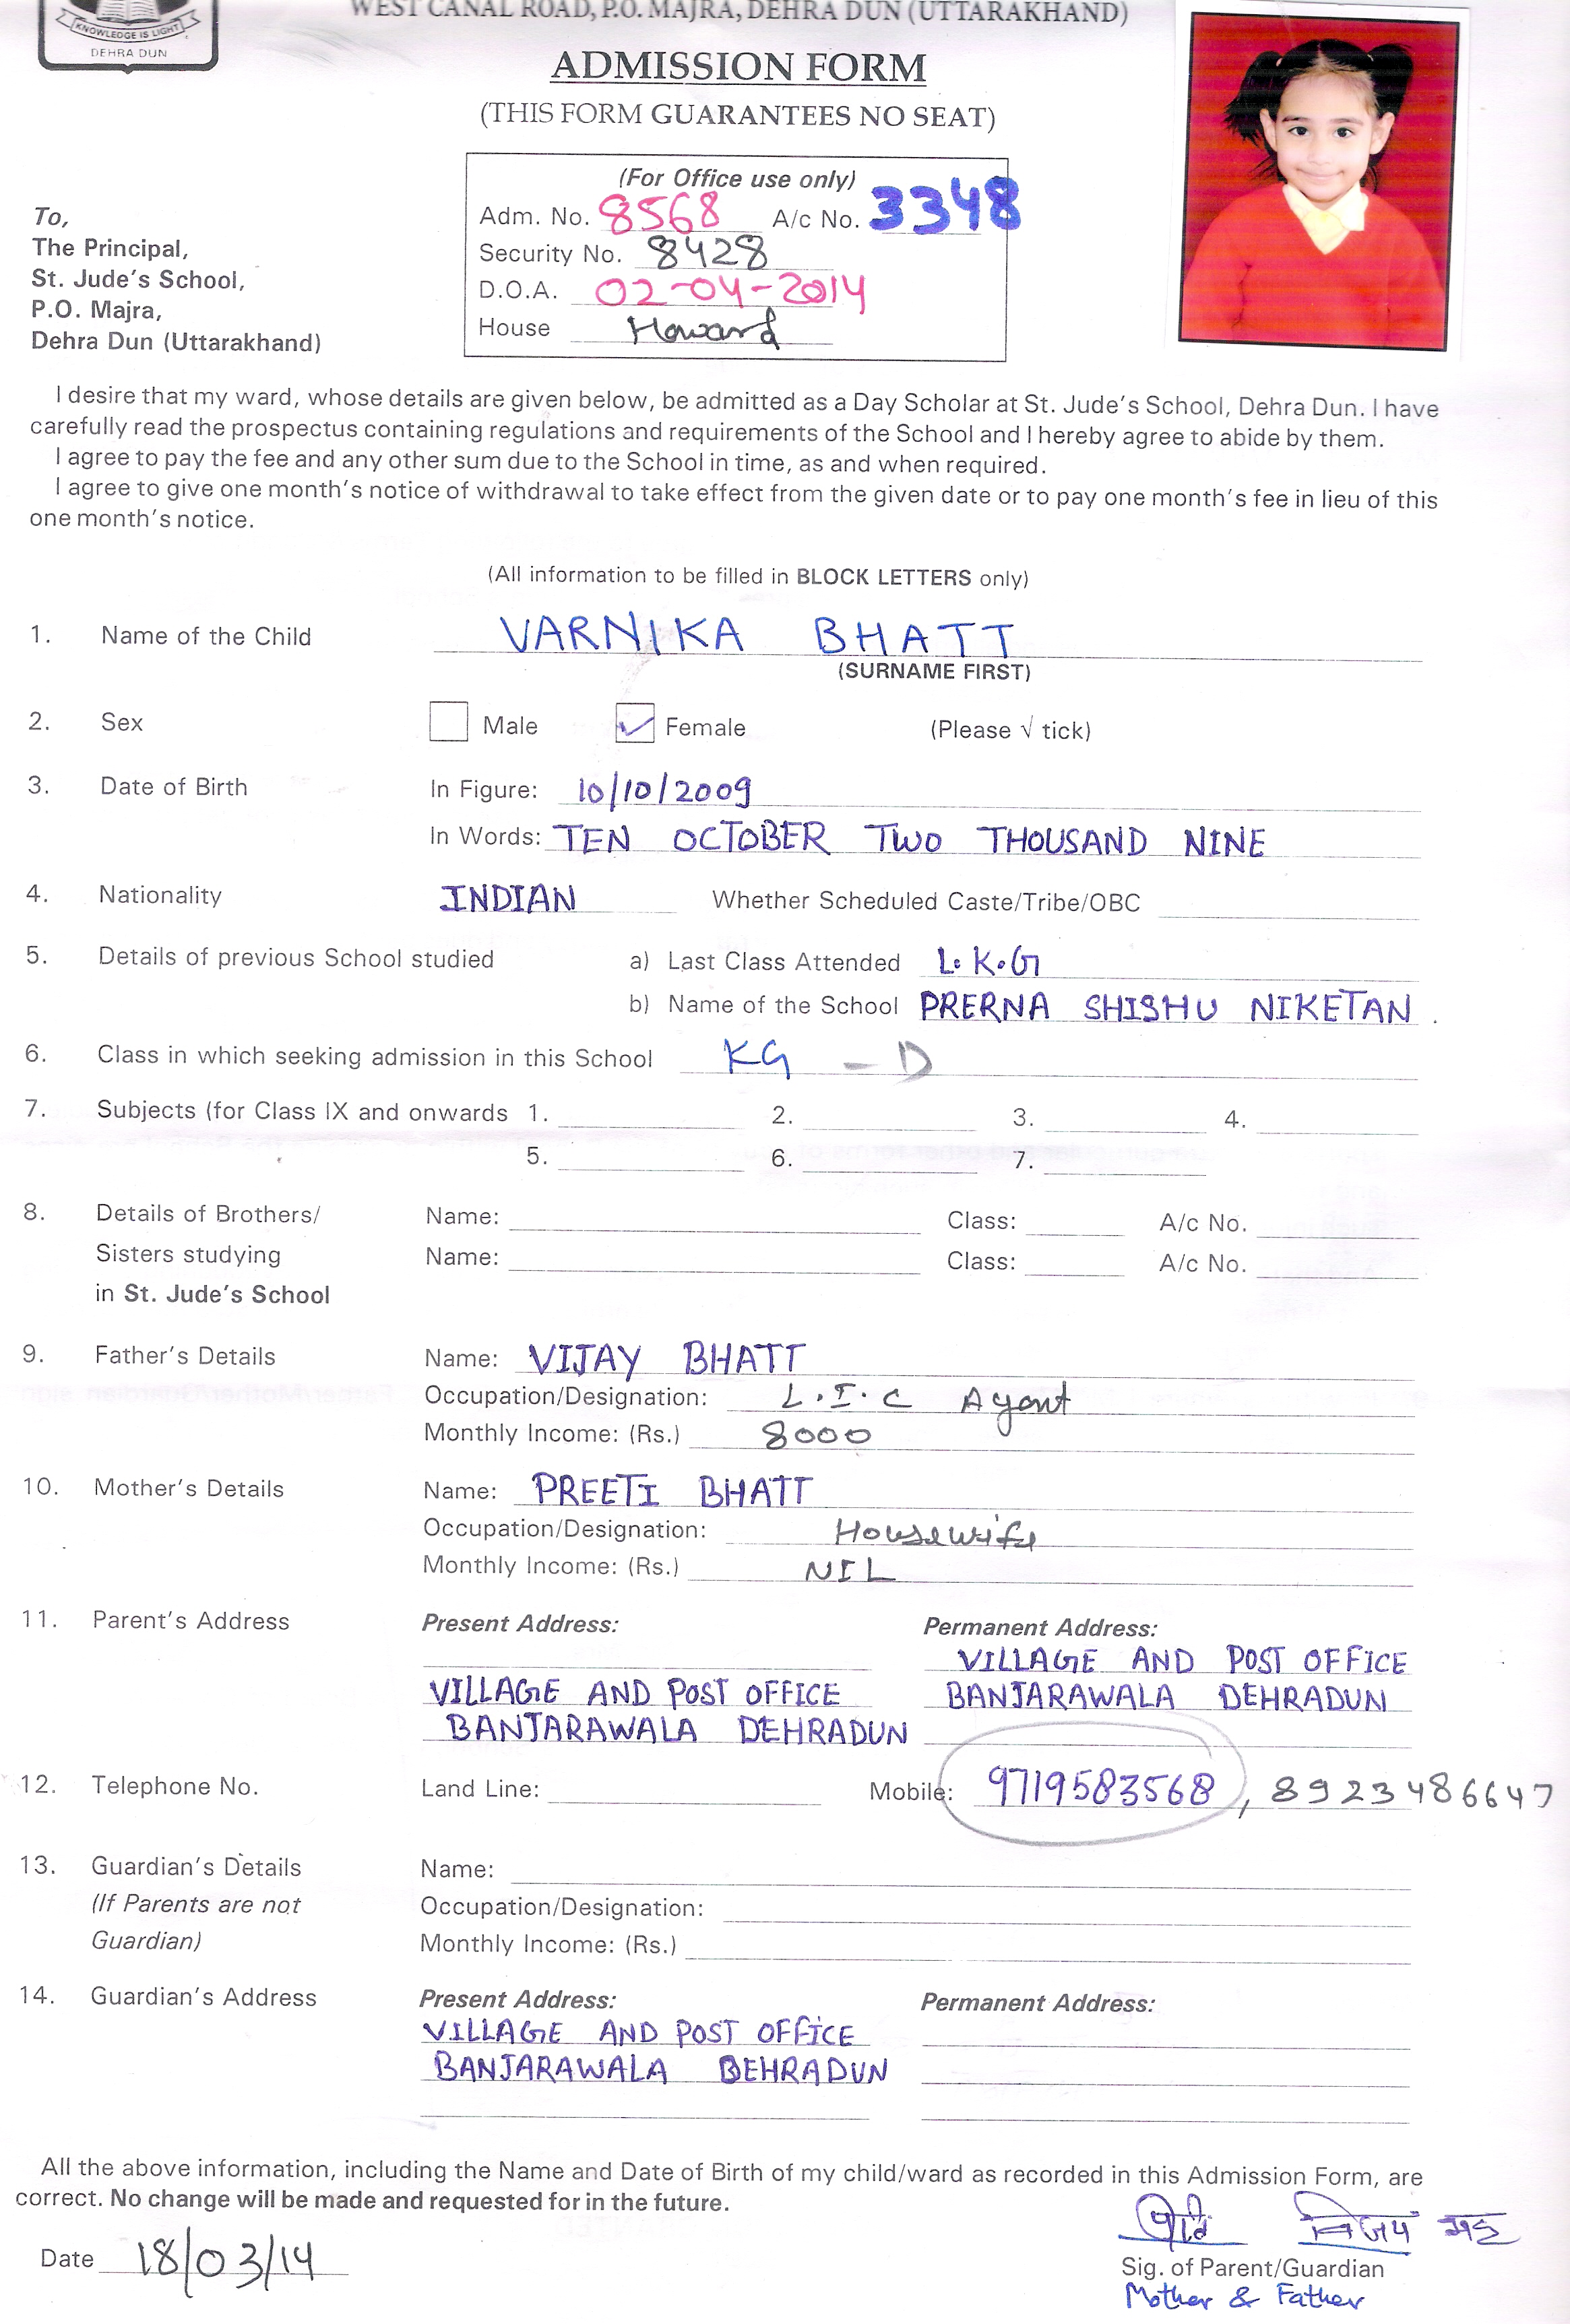 KNOWLEDGE IS LIGHT
DEHRA DUN
WEST CANAL ROAD, P.O. MAJRA, DEHRA DUN (UTTARAKHAND)
ADMISSION FORM
(THIS FORM GUARANTEES NO SEAT)
(For Office use only)
Adm. No. 8568 A/c No. 3348
Security No. 8428
D.O.A. 02-04-2014
House Howard
To,
The Principal,
St. Jude's School,
P.O. Majra,
Dehra Dun (Uttarakhand)
I desire that my ward, whose details are given below, be admitted as a Day Scholar at St. Jude's School, Dehra Dun. I have
carefully read the prospectus containing regulations and requirements of the School and I hereby agree to abide by them.
I agree to pay the fee and any other sum due to the School in time, as and when required.
I agree to give one month's notice of withdrawal to take effect from the given date or to pay one month's fee in lieu of this
one month's notice.
(All information to be filled in BLOCK LETTERS only)
1. Name of the Child VARNIKA BHATT
(SURNAME FIRST)
2. Sex Male ✓ Female (Please √ tick)
3. Date of Birth In Figure: 10/10/2009
In Words: TEN OCTOBER TWO THOUSAND NINE
4. Nationality INDIAN Whether Scheduled Caste/Tribe/OBC
5. Details of previous School studied a) Last Class Attended L.K.G
b) Name of the School PRERNA SHISHU NIKETAN.
6. Class in which seeking admission in this School KG - D
7. Subjects (for Class IX and onwards 1. 2. 3. 4.
5. 6. 7.
8. Details of Brothers/ Name: Class: A/c No.
Sisters studying Name: Class: A/c No.
in St. Jude's School
9. Father's Details Name: VIJAY BHATT
Occupation/Designation: L.I.C Agent
Monthly Income: (Rs.) 8000
10. Mother's Details Name: PREETI BHATT
Occupation/Designation: Housewife
Monthly Income: (Rs.) NIL
11. Parent's Address Present Address: Permanent Address:
VILLAGE AND POST OFFICE
VILLAGE AND POST OFFICE BANJARAWALA DEHRADUN
BANJARAWALA DEHRADUN
12. Telephone No. Land Line: Mobile: 9719583568, 8923486647
13. Guardian's Details Name:
(If Parents are not Occupation/Designation:
Guardian) Monthly Income: (Rs.)
14. Guardian's Address Present Address: Permanent Address:
VILLAGE AND POST OFFICE
BANJARAWALA DEHRADUN
All the above information, including the Name and Date of Birth of my child/ward as recorded in this Admission Form, are
correct. No change will be made and requested for in the future.
विजय भट्ट
Date 18/03/14
Sig. of Parent/Guardian
Mother & Father